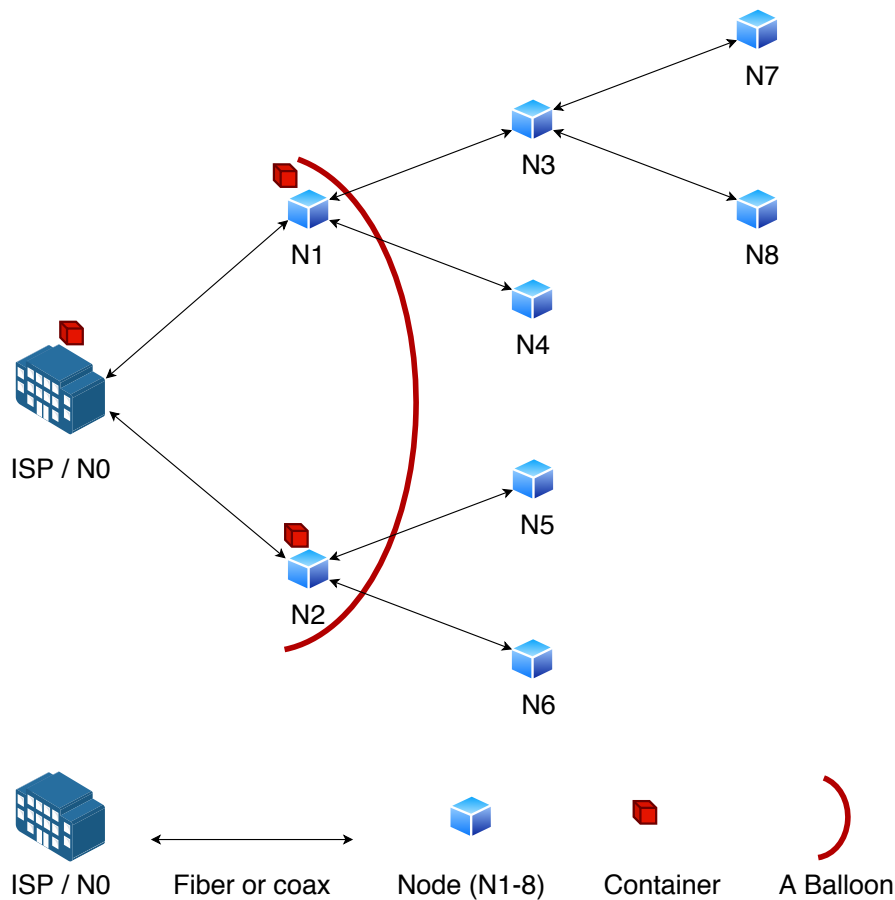 N7
N3
N1
N8
N4
ISP / N0
N5
N2
N6
ISP / N0
Fiber or coax
Node (N1-8)
Container
A Balloon